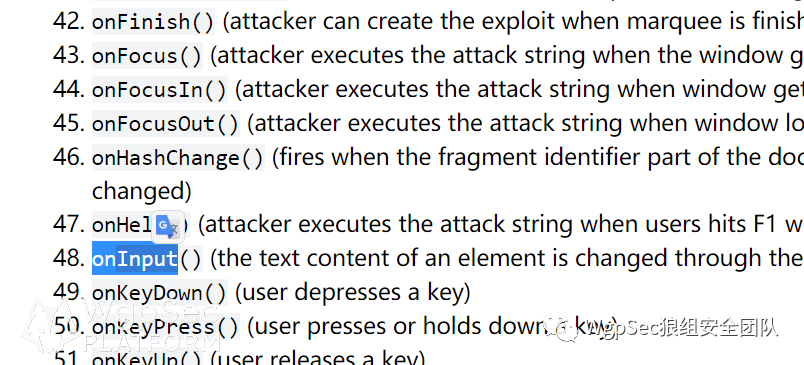 42. onFinish() (attacker can create the exploit when marquee is finish
43. onFocus() (attacker executes the attack string when the window g
44. onFocusIn() (attacker executes the attack string when window get
45. onFocusOut() (attacker executes the attack string when window lo
46. onHashChange() (fires when the fragment identifier part of the doc
changed)
47. onHel ) (attacker executes the attack string when users hits F1 w
48. onInput() (the text content of an element is changed through the
49. onKeyDown() (user depresses a key)
50. onKeyPress() (user presses or holds down a key)
51. onKeyUp() (user releases a key)
WgpSec
PLATFORM
WgpSec狼组安全团队